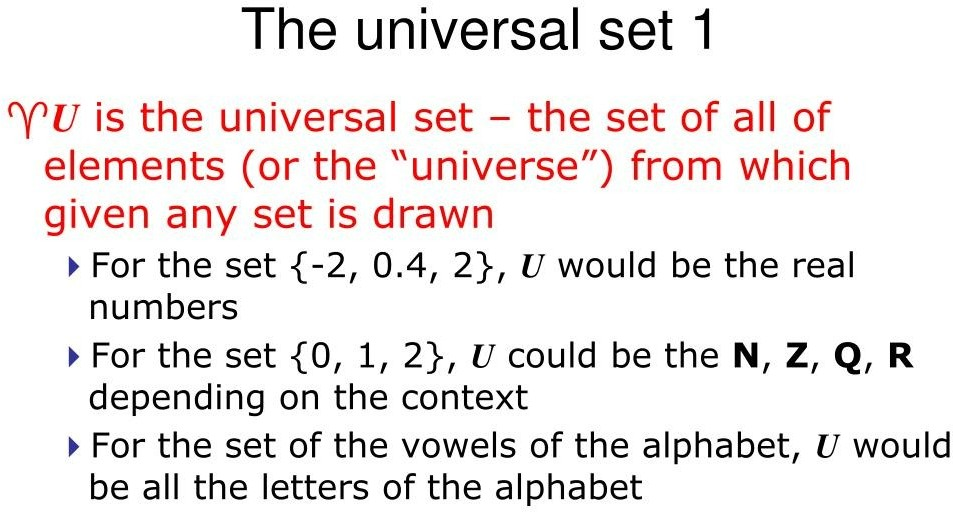 The universal set 1
♈U is the universal set – the set of all of
elements (or the “universe”) from which
given any set is drawn
For the set {-2, 0.4, 2}, U would be the real
numbers
For the set {0, 1, 2}, U could be the N, Z, Q, R
depending on the context
For the set of the vowels of the alphabet, U would
be all the letters of the alphabet